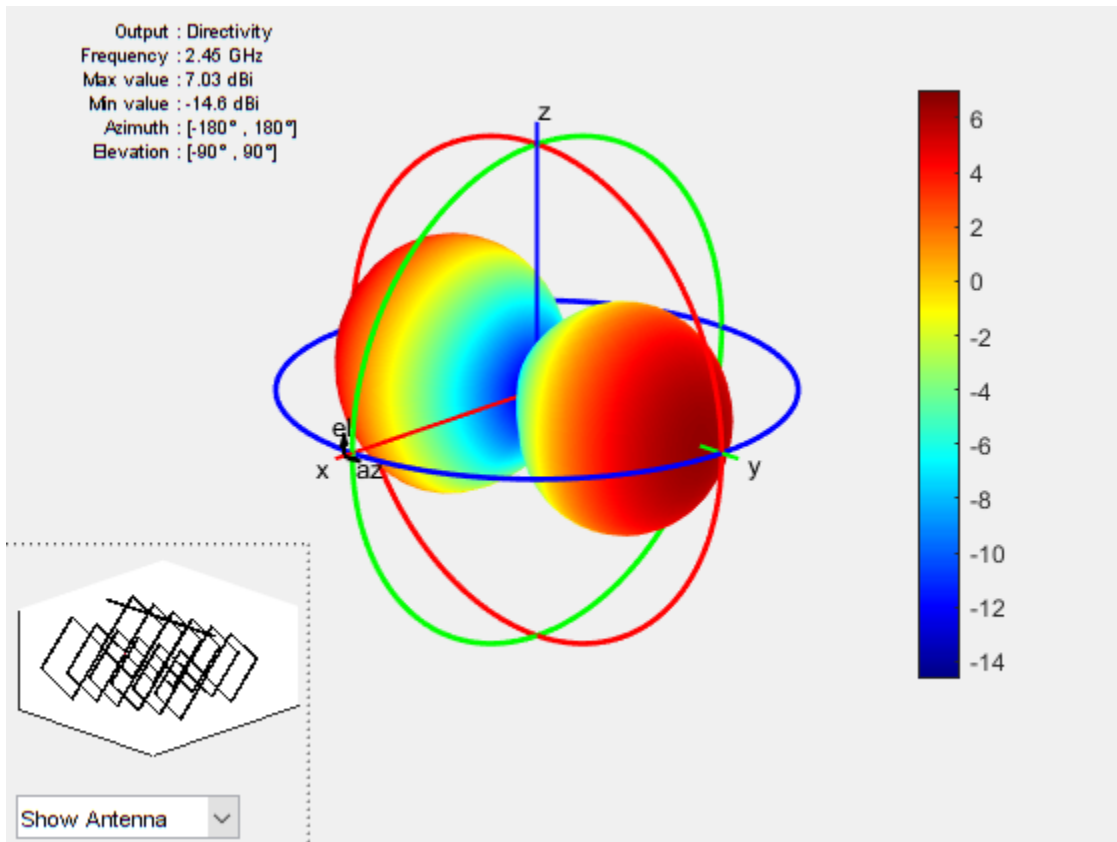 Output : Directivity
Frequency : 2.45 GHz
Max value : 7.03 dBi
Min value : -14.6 dBi
Azimuth : [-180° , 180°]
Elevation : [-90° , 90°]
z
6
4
2
0
-2
-4
-6
-8
-10
-12
-14
el
x
az
y
Show Antenna